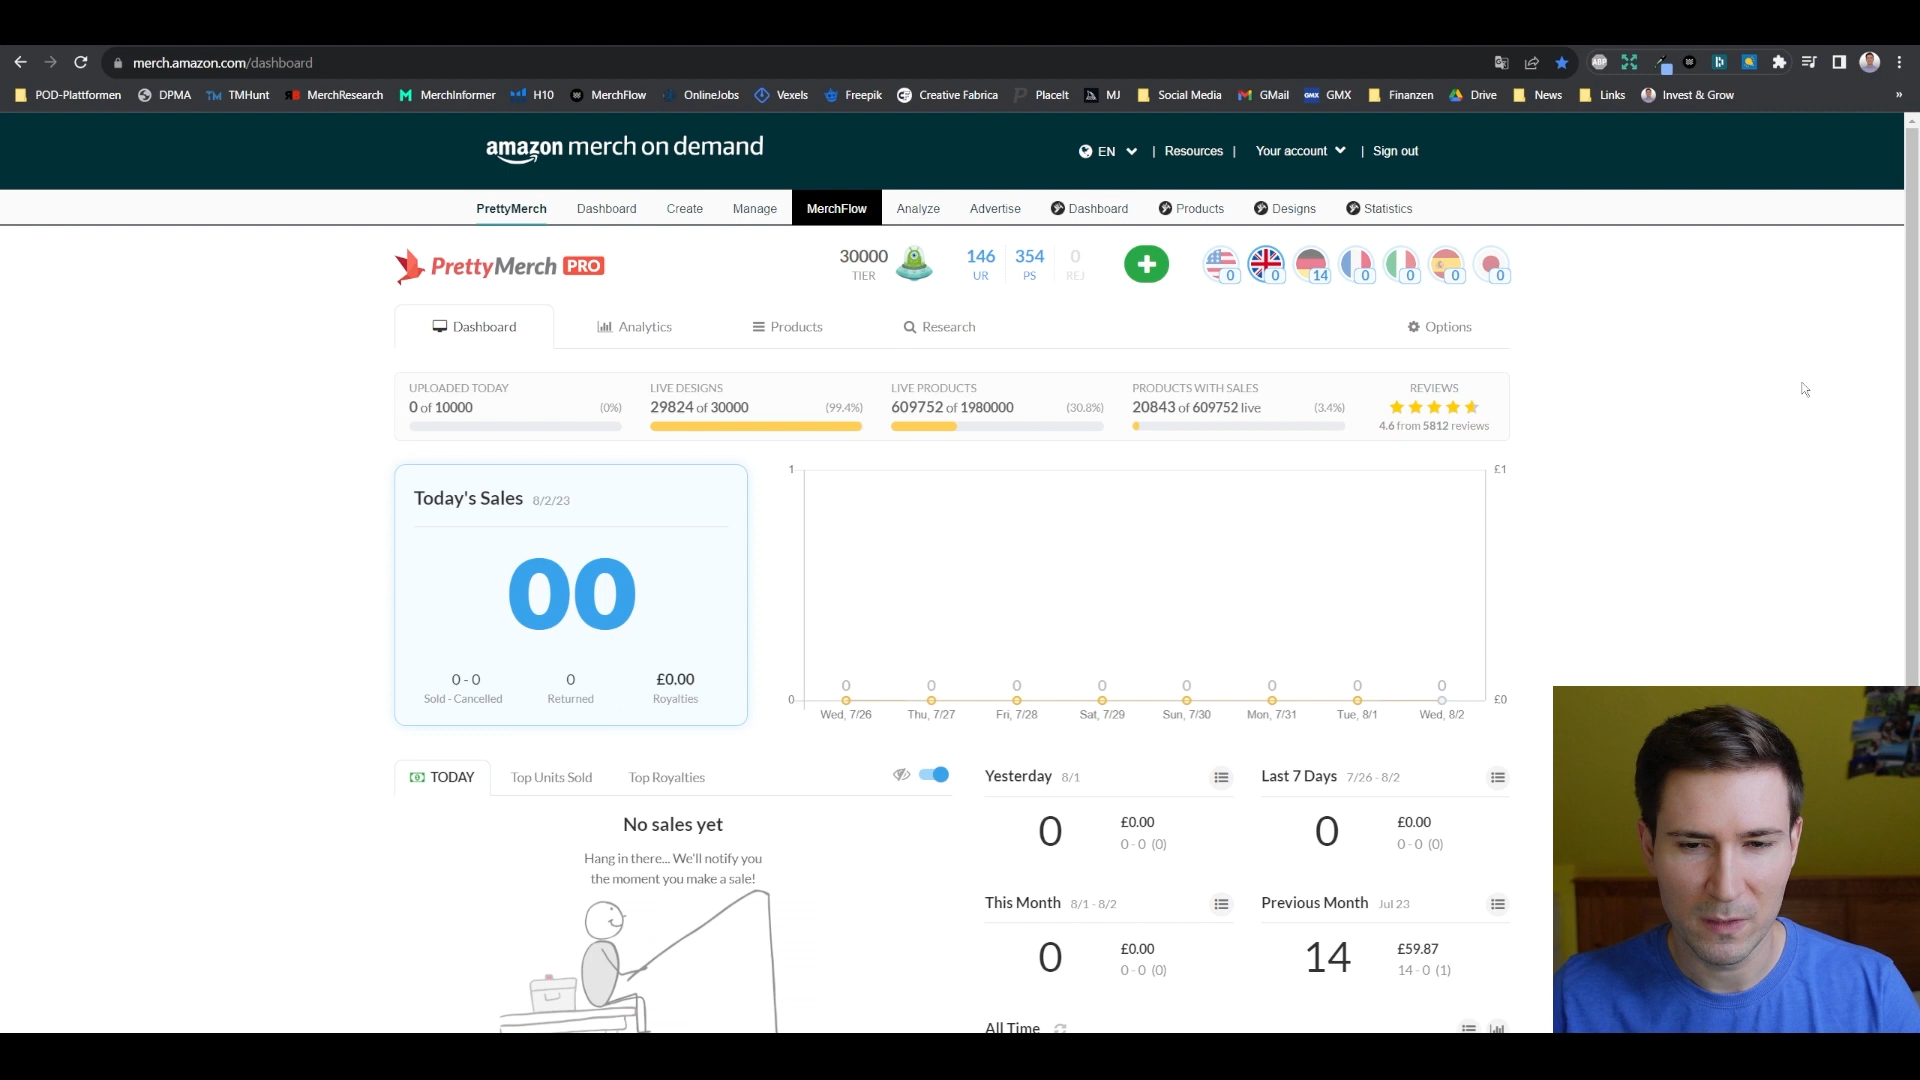 merch.amazon.com/dashboard
POD-Plattformen DPMA TMHunt MerchResearch MerchInformer H10 MerchFlow OnlineJobs Vexels Freepik Creative Fabrica PlaceIt MJ Social Media GMail GMX Finanzen Drive News Links Invest & Grow »
amazon merch on demand
EN | Resources | Your account | Sign out
PrettyMerch Dashboard Create Manage MerchFlow Analyze Advertise Dashboard Products Designs Statistics
PrettyMerch PRO
30000 TIER
146 UR
354 PS
0 REJ
0 0 14 0 0 0 0
Dashboard Analytics Products Research Options
UPLOADED TODAY
0 of 10000 (0%)
LIVE DESIGNS
29824 of 30000 (99.4%)
LIVE PRODUCTS
609752 of 1980000 (30.8%)
PRODUCTS WITH SALES
20843 of 609752 live (3.4%)
REVIEWS
4.6 from 5812 reviews
Today's Sales 8/2/23
00
0 - 0 0 £0.00
Sold - Cancelled Returned Royalties
1 £1
0 0 0 0 0 0 0 0
0 £0
Wed, 7/26 Thu, 7/27 Fri, 7/28 Sat, 7/29 Sun, 7/30 Mon, 7/31 Tue, 8/1 Wed, 8/2
TODAY Top Units Sold Top Royalties
No sales yet
Hang in there... We'll notify you
the moment you make a sale!
Yesterday 8/1
0 £0.00
0 - 0 (0)
Last 7 Days 7/26 - 8/2
0 £0.00
0 - 0 (0)
This Month 8/1 - 8/2
0 £0.00
0 - 0 (0)
Previous Month Jul 23
14 £59.87
14 - 0 (1)
All Time